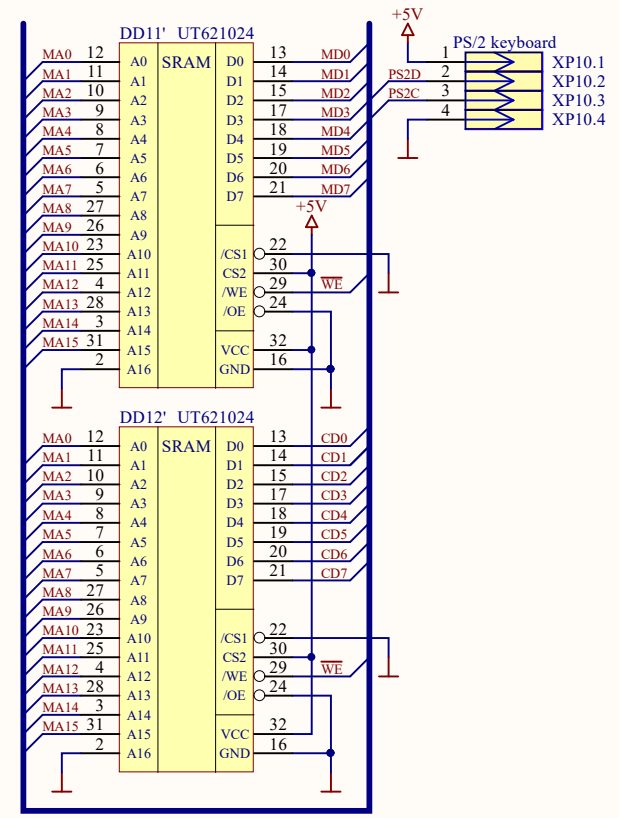 +5V
DD11' UT621024
PS/2 keyboard
MA0 12 A0 SRAM D0 13 MD0
MA1 11 A1 D1 14 MD1
MA2 10 A2 D2 15 MD2
MA3 9 A3 D3 17 MD3
MA4 8 A4 D4 18 MD4
MA5 7 A5 D5 19 MD5
MA6 6 A6 D6 20 MD6
MA7 5 A7 D7 21 MD7
MA8 27 A8
MA9 26 A9
MA10 23 A10 /CS1 22
MA11 25 A11 CS2 30
MA12 4 A12 /WE 29 WE
MA13 28 A13 /OE 24
MA14 3 A14
MA15 31 A15 VCC 32
2 A16 GND 16
1 XP10.1
PS2D 2 XP10.2
PS2C 3 XP10.3
4 XP10.4
+5V
DD12' UT621024
MA0 12 A0 SRAM D0 13 CD0
MA1 11 A1 D1 14 CD1
MA2 10 A2 D2 15 CD2
MA3 9 A3 D3 17 CD3
MA4 8 A4 D4 18 CD4
MA5 7 A5 D5 19 CD5
MA6 6 A6 D6 20 CD6
MA7 5 A7 D7 21 CD7
MA8 27 A8
MA9 26 A9
MA10 23 A10 /CS1 22
MA11 25 A11 CS2 30
MA12 4 A12 /WE 29 WE
MA13 28 A13 /OE 24
MA14 3 A14
MA15 31 A15 VCC 32
2 A16 GND 16